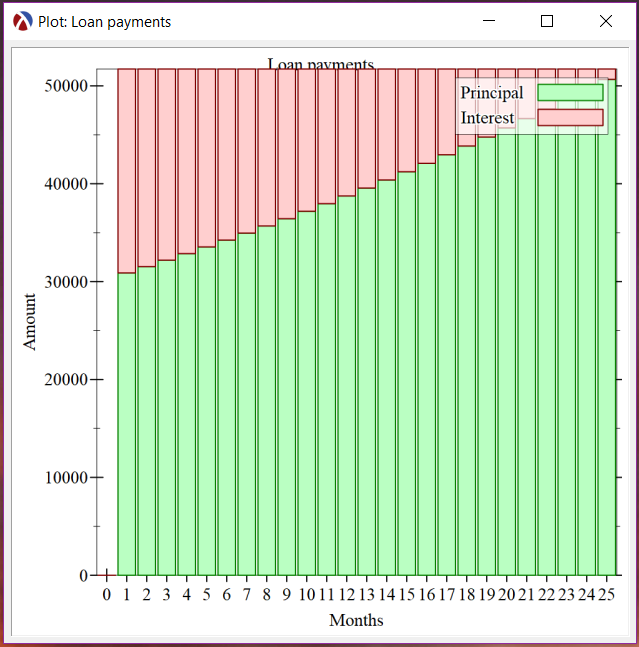 Plot: Loan payments
Loan payments
Principal
Interest
50000
40000
30000
20000
10000
0
Amount
0 1 2 3 4 5 6 7 8 9 10 11 12 13 14 15 16 17 18 19 20 21 22 23 24 25
Months